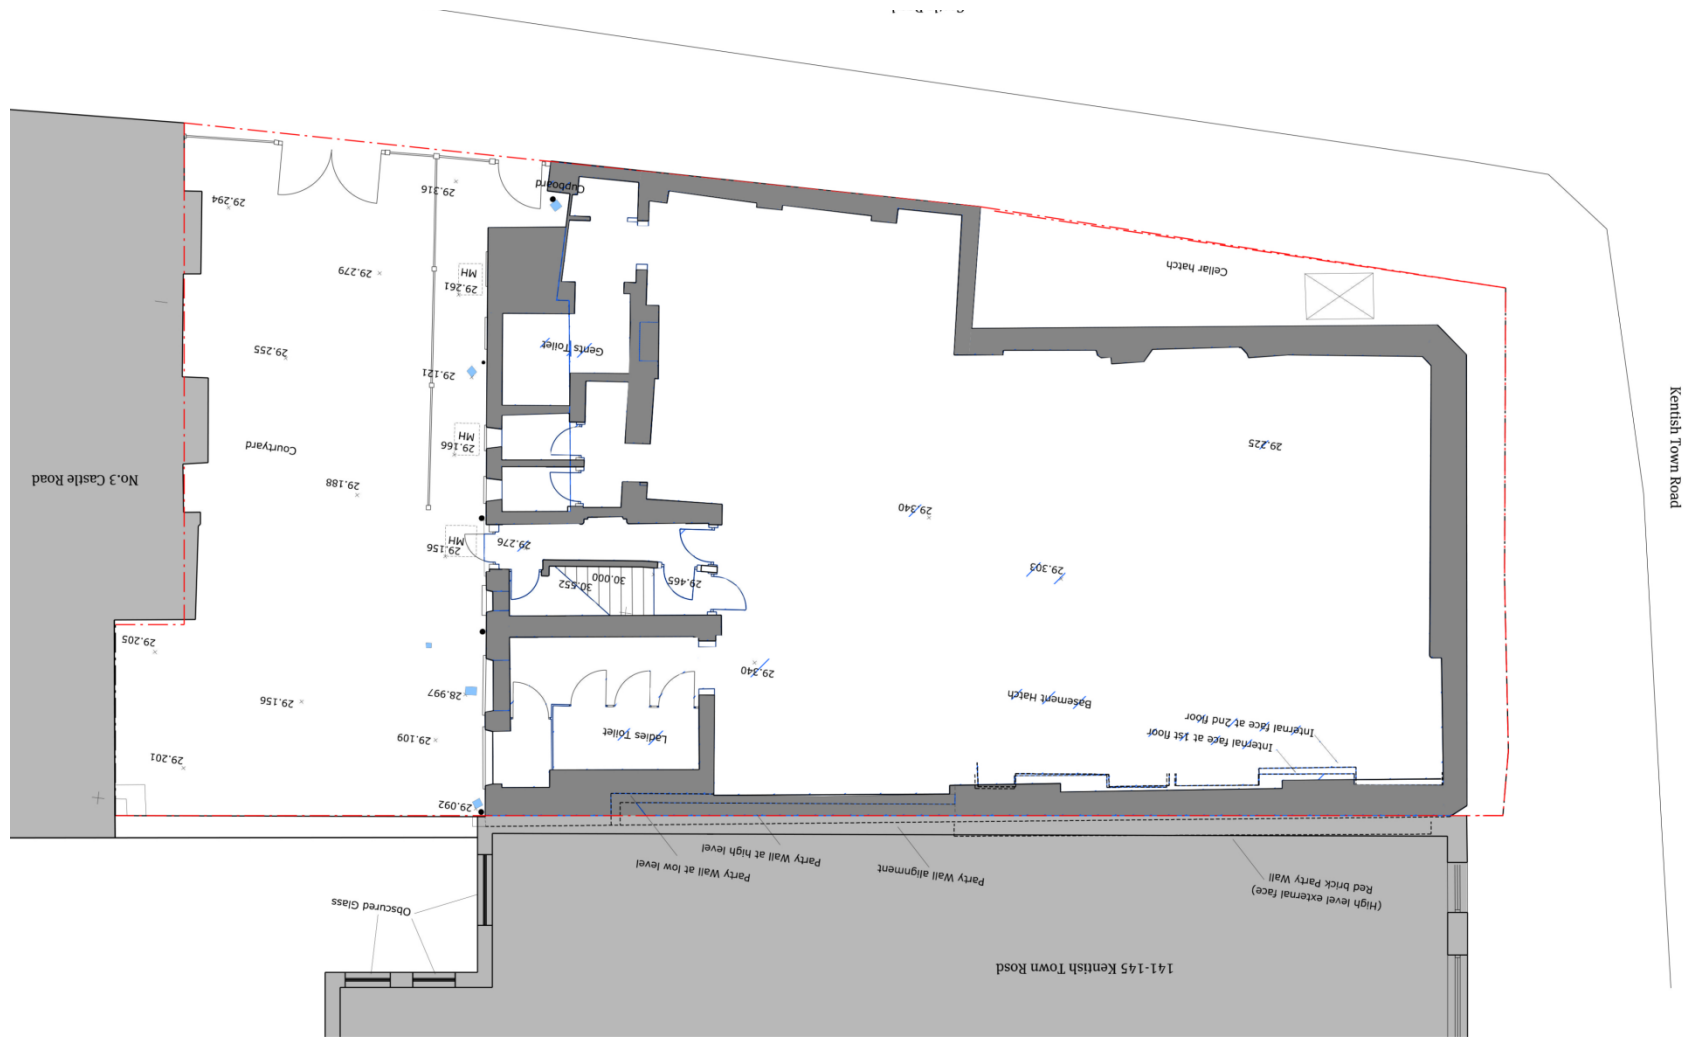 Kentish Town Road
Cupboard
29.316
29.294
29.279
MH
29.261
Cellar hatch
29.255
Gents Toilet
29.121
Courtyard
MH
29.166
29.225
No.3 Castle Road
29.188
29.340
MH
29.156
29.276
29.303
30.552
30.000
29.465
29.205
29.340
28.997
29.156
Basement Hatch
Ladies Toilet
29.109
Internal face at 2nd floor
Internal face at 1st floor
29.201
29.092
Party Wall at high level
Party Wall at low level
Party Wall alignment
Red brick Party Wall
(High level external face)
Obscured Glass
141-145 Kentish Town Rosd